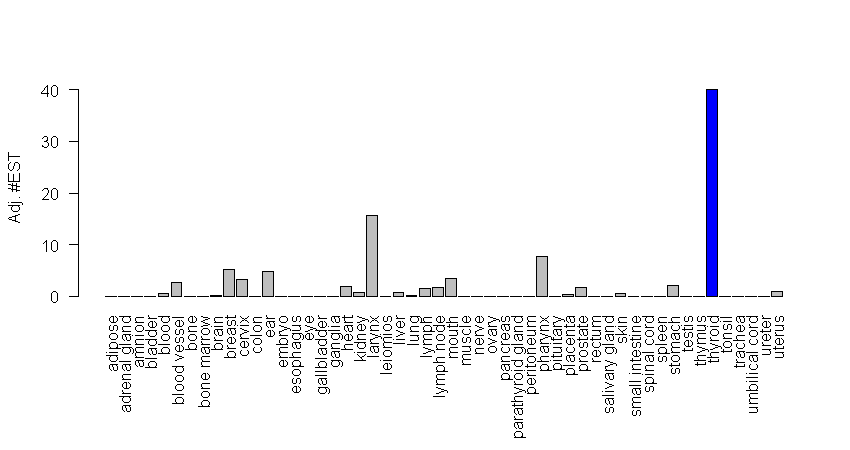 Adj. #EST
40
30
20
10
0
adipose
adrenal gland
amnion
bladder
blood
blood vessel
bone
bone marrow
brain
breast
cervix
colon
ear
embryo
esophagus
eye
gallbladder
ganglia
heart
kidney
larynx
leiomios
liver
lung
lymph
lymph node
mouth
muscle
nerve
ovary
pancreas
parathyroid gland
peritoneum
pharynx
pituitary
placenta
prostate
rectum
salivary gland
skin
small intestine
spinal cord
spleen
stomach
testis
thymus
thyroid
tonsil
trachea
umbilical cord
ureter
uterus